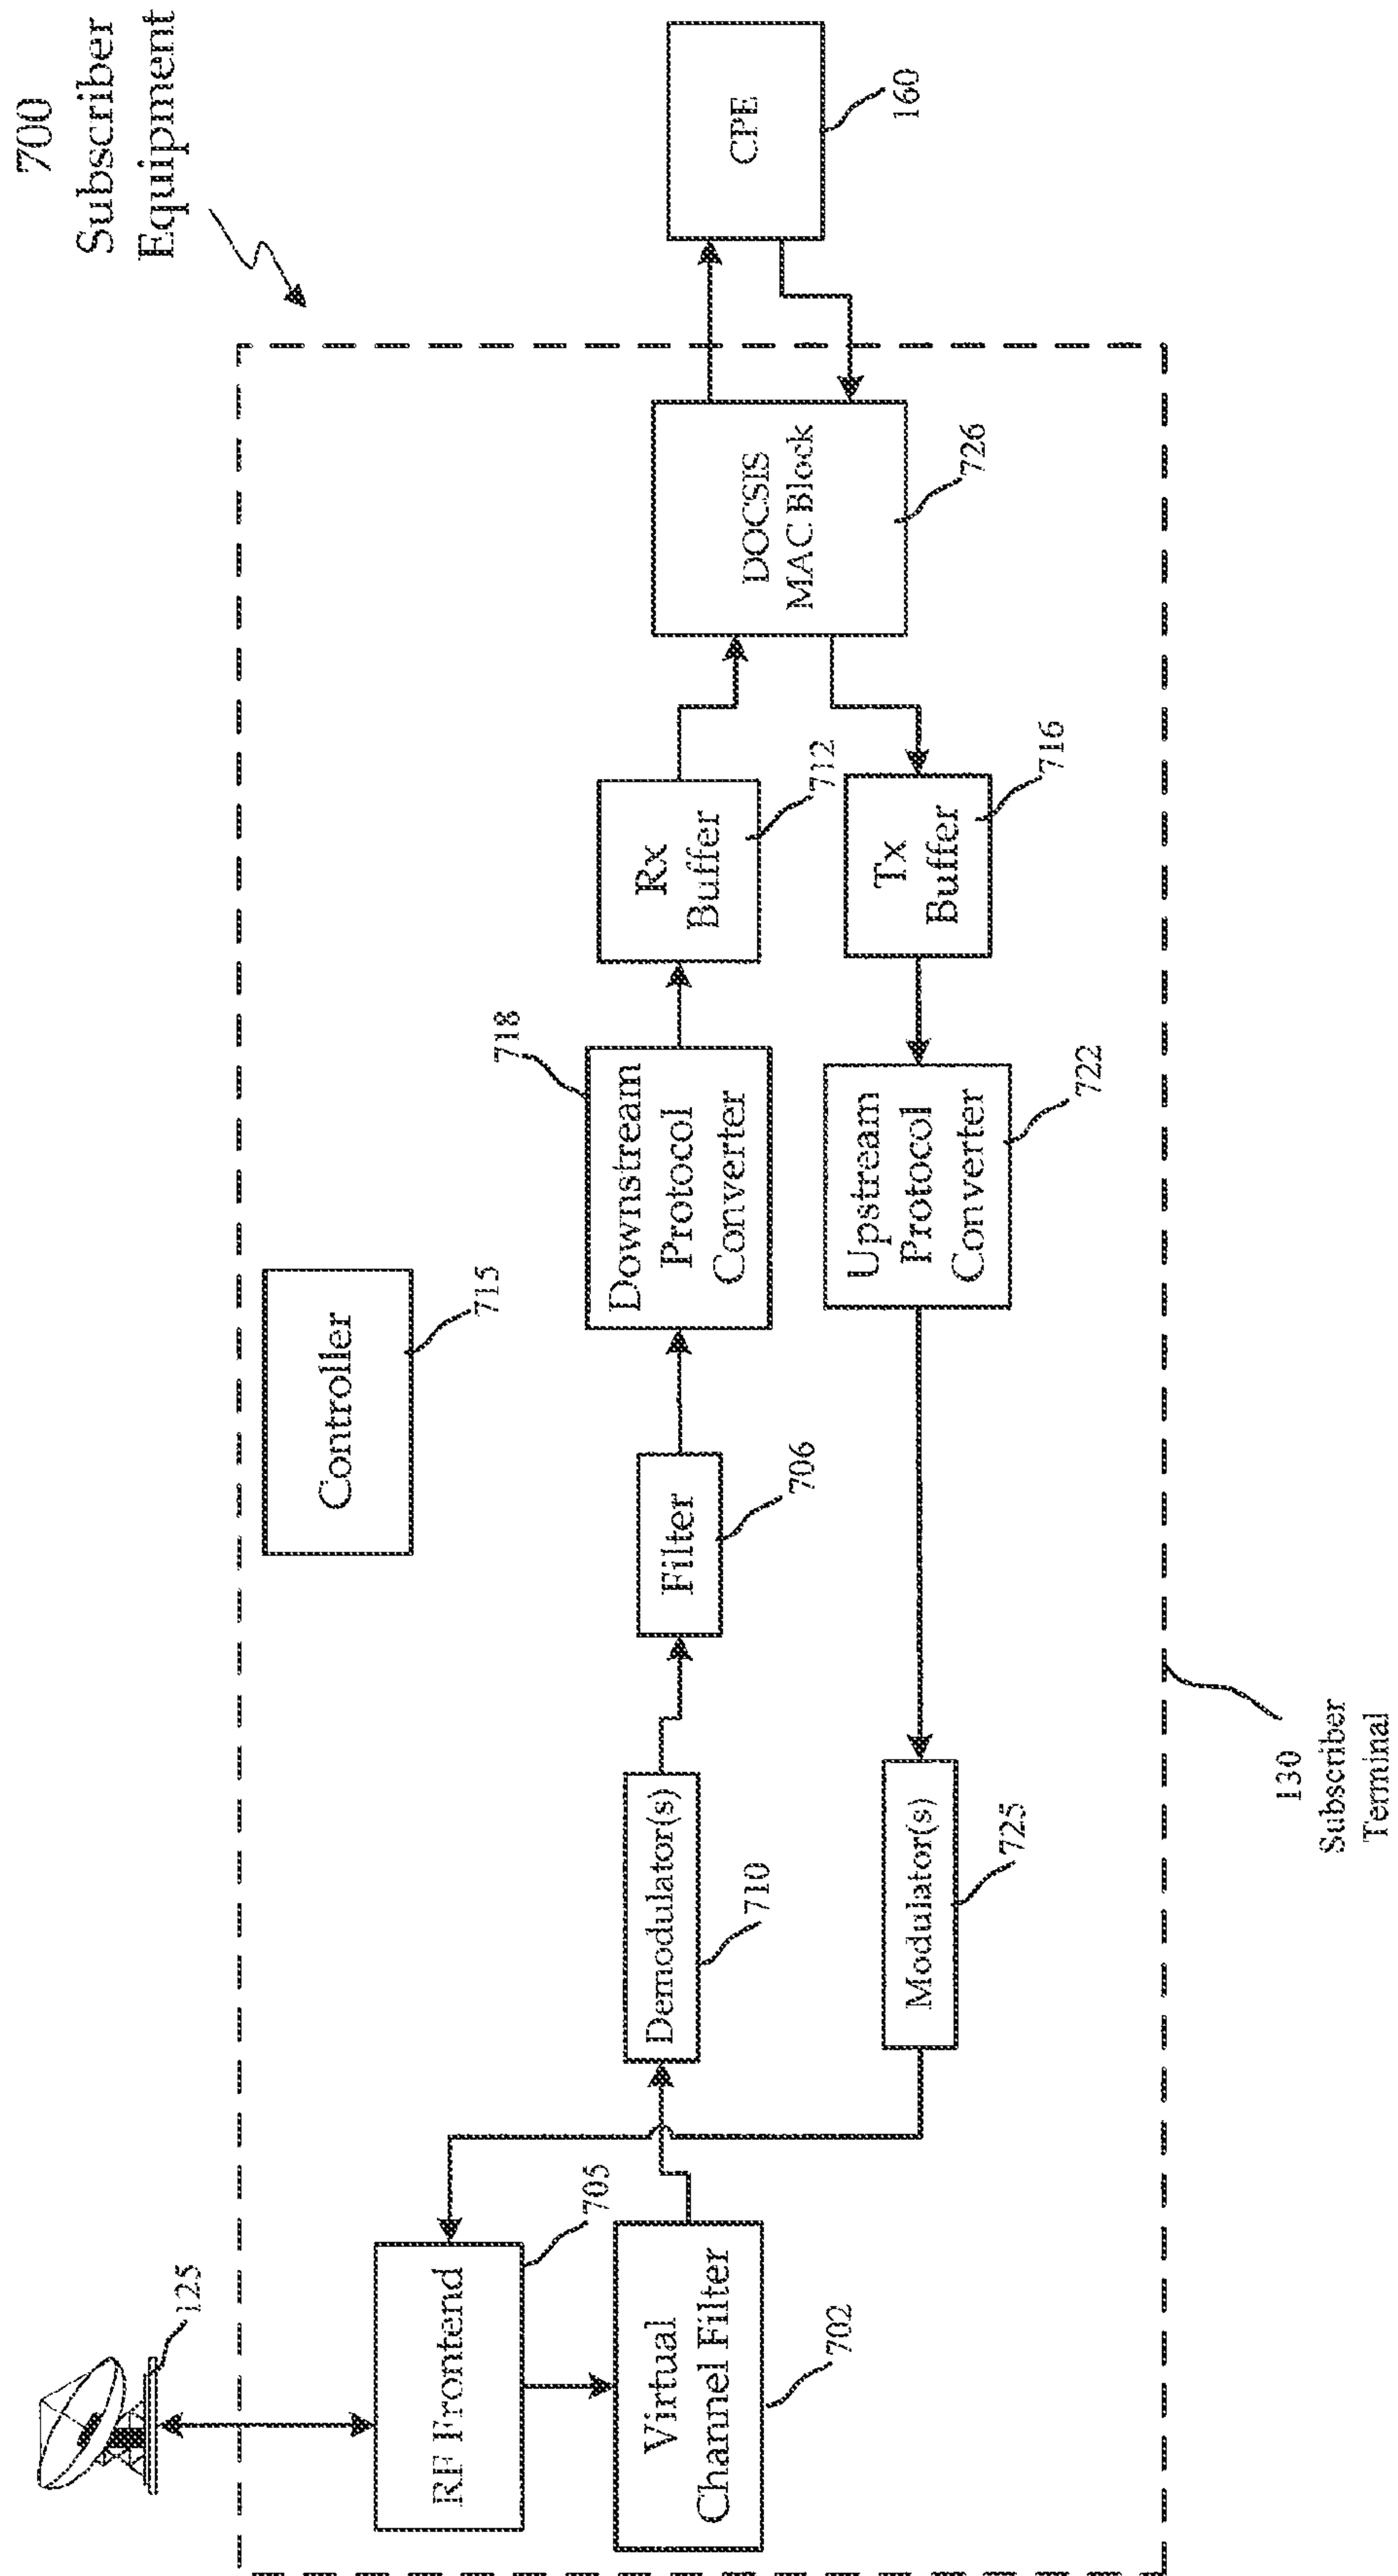 700
Subscriber
Equipment
125
RF Frontend
705
Virtual
Channel Filter
702
Demodulator(s)
710
Filter
706
Controller
715
718
Downstream
Protocol
Converter
Rx
Buffer
712
DOCSIS
MAC Block
726
CPE
160
Modulator(s)
725
Upstream
Protocol
Converter
722
Tx
Buffer
716
130
Subscriber
Terminal